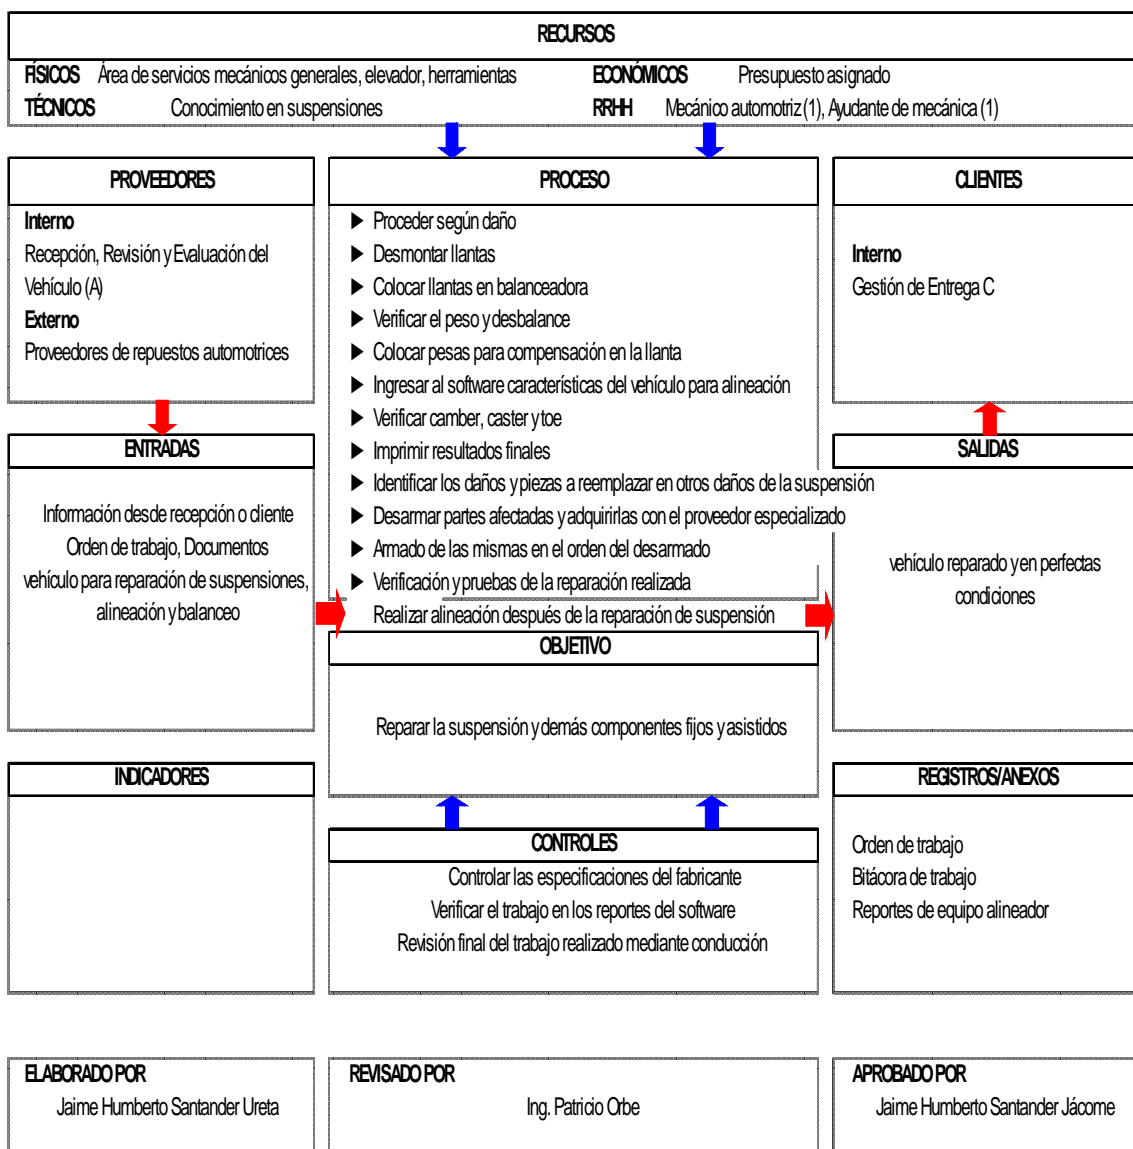 RECURSOS
FÍSICOS Área de servicios mecánicos generales, elevador, herramientas ECONÓMICOS Presupuesto asignado
TÉCNICOS Conocimiento en suspensiones RRHH Mecánico automotriz (1), Ayudante de mecánica (1)
PROVEEDORES
Interno
Recepción, Revisión y Evaluación del
Vehículo (A)
Externo
Proveedores de repuestos automotrices
PROCESO
▶ Proceder según daño
▶ Desmontar llantas
▶ Colocar llantas en balanceadora
▶ Verificar el peso y desbalance
▶ Colocar pesas para compensación en la llanta
▶ Ingresar al software características del vehículo para alineación
▶ Verificar camber, caster y toe
▶ Imprimir resultados finales
▶ Identificar los daños y piezas a reemplazar en otros daños de la suspensión
▶ Desarmar partes afectadas y adquirirlas con el proveedor especializado
▶ Armado de las mismas en el orden del desarmado
▶ Verificación y pruebas de la reparación realizada
Realizar alineación después de la reparación de suspensión
CLIENTES
Interno
Gestión de Entrega C
ENTRADAS
Información desde recepción o cliente
Orden de trabajo, Documentos
vehículo para reparación de suspensiones,
alineación y balanceo
SALIDAS
vehículo reparado y en perfectas
condiciones
OBJETIVO
Reparar la suspensión y demás componentes fijos y asistidos
INDICADORES
CONTROLES
Controlar las especificaciones del fabricante
Verificar el trabajo en los reportes del software
Revisión final del trabajo realizado mediante conducción
REGISTROS/ANEXOS
Orden de trabajo
Bitácora de trabajo
Reportes de equipo alineador
ELABORADO POR
Jaime Humberto Santander Ureta
REVISADO POR
Ing. Patricio Orbe
APROBADO POR
Jaime Humberto Santander Jácome